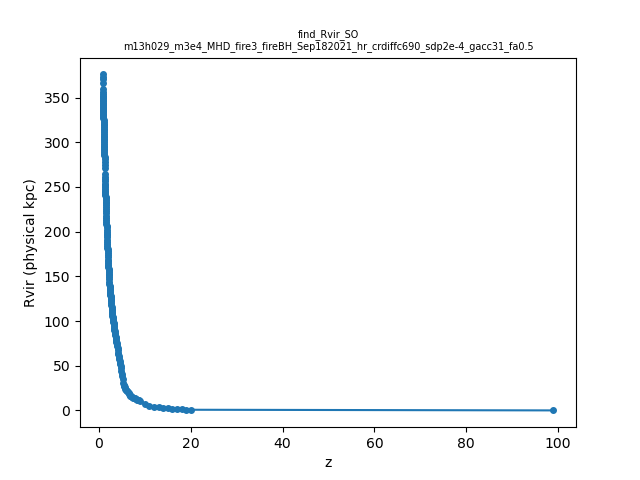 find_Rvir_SO
m13h029_m3e4_MHD_fire3_fireBH_Sep182021_hr_crdiffc690_sdp2e-4_gacc31_fa0.5
350
300
250
200
150
100
50
0
Rvir (physical kpc)
0 20 40 60 80 100
z